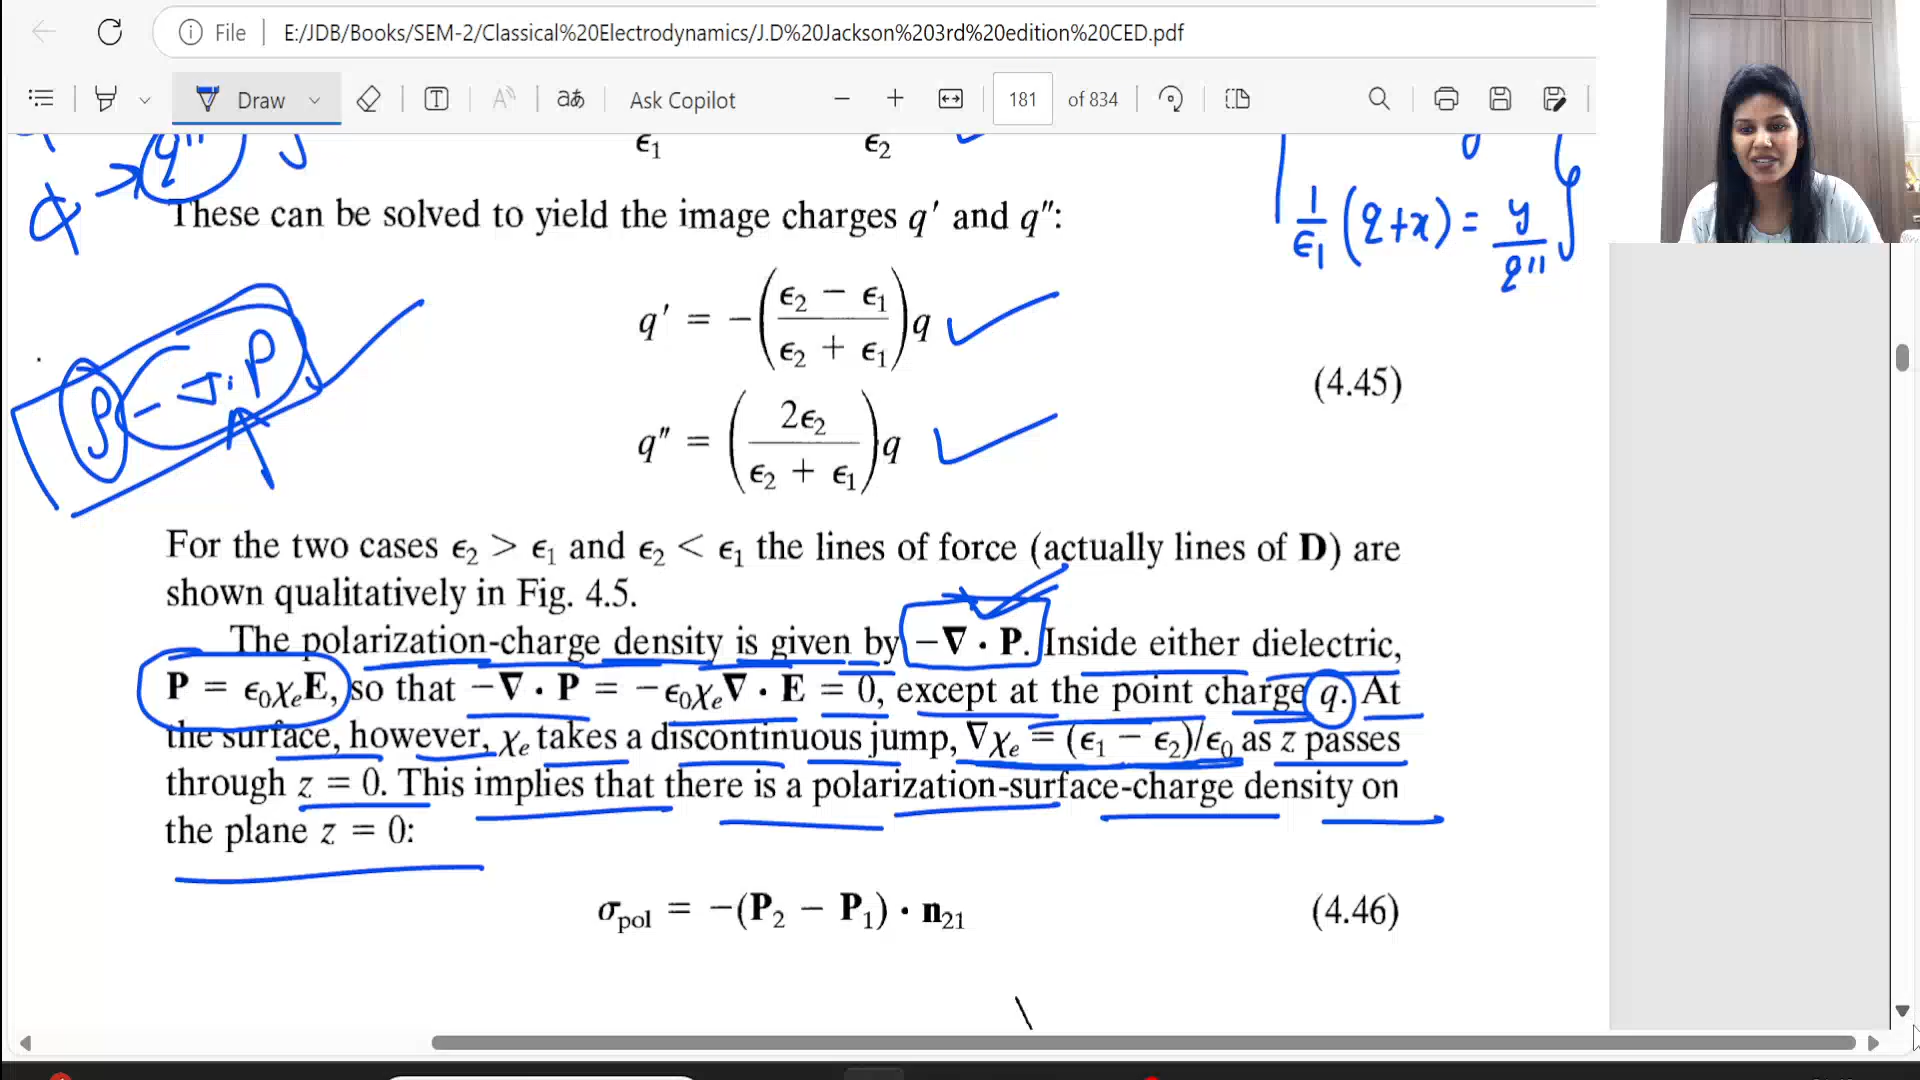 File E:/JDB/Books/SEM-2/Classical%20Electrodynamics/J.D%20Jackson%203rd%20edition%20CED.pdf
Draw T A aあ Ask Copilot 181 of 834
ϵ₁ ϵ₂
q''
These can be solved to yield the image charges q′ and q″:
1/ϵ₁ (q+x) = y/q''
q′ = −((ϵ₂ − ϵ₁)/(ϵ₂ + ϵ₁))q
ρ − ∇·P
(4.45)
q″ = (2ϵ₂/(ϵ₂ + ϵ₁))q
For the two cases ϵ₂ > ϵ₁ and ϵ₂ < ϵ₁ the lines of force (actually lines of D) are
shown qualitatively in Fig. 4.5.
The polarization-charge density is given by −∇ · P. Inside either dielectric,
P = ϵ₀χₑE, so that −∇ · P = −ϵ₀χₑ∇ · E = 0, except at the point charge q. At
the surface, however, χₑ takes a discontinuous jump, ∇χₑ = (ϵ₁ − ϵ₂)/ϵ₀ as z passes
through z = 0. This implies that there is a polarization-surface-charge density on
the plane z = 0:
σpol = −(P₂ − P₁) · n₂₁ (4.46)